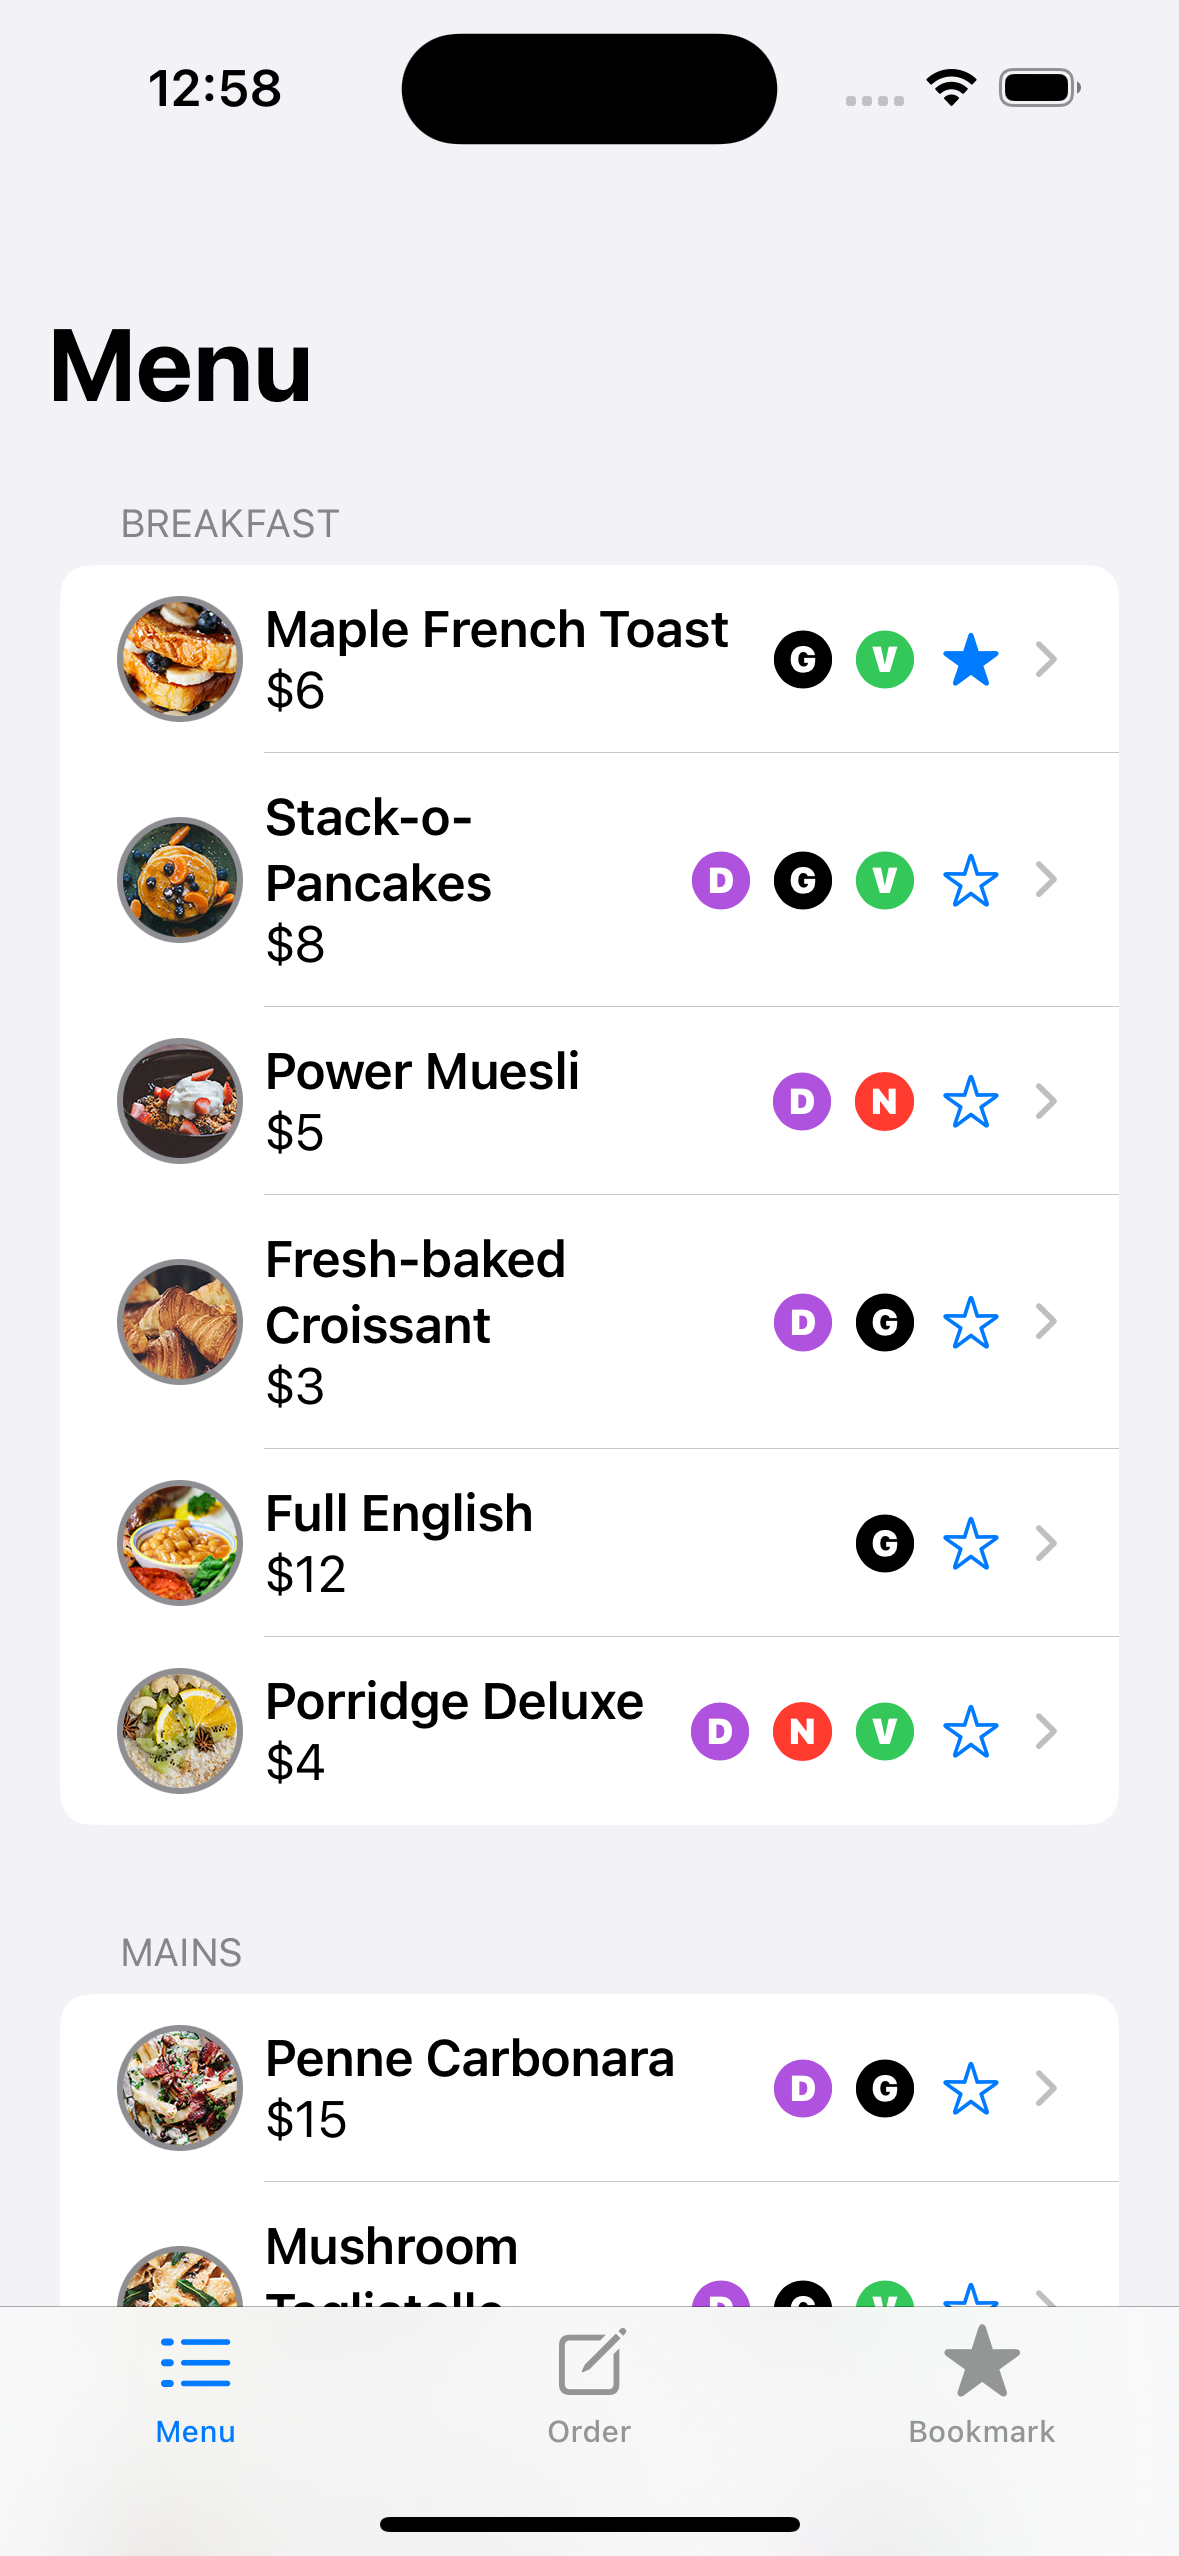 12:58
Menu
BREAKFAST
Maple French Toast
$6
G V
Stack-o-
Pancakes
$8
D G V
Power Muesli
$5
D N
Fresh-baked
Croissant
$3
D G
Full English
$12
G
Porridge Deluxe
$4
D N V
MAINS
Penne Carbonara
$15
D G
Mushroom
Tagliatelle
D G V
Menu
Order
Bookmark